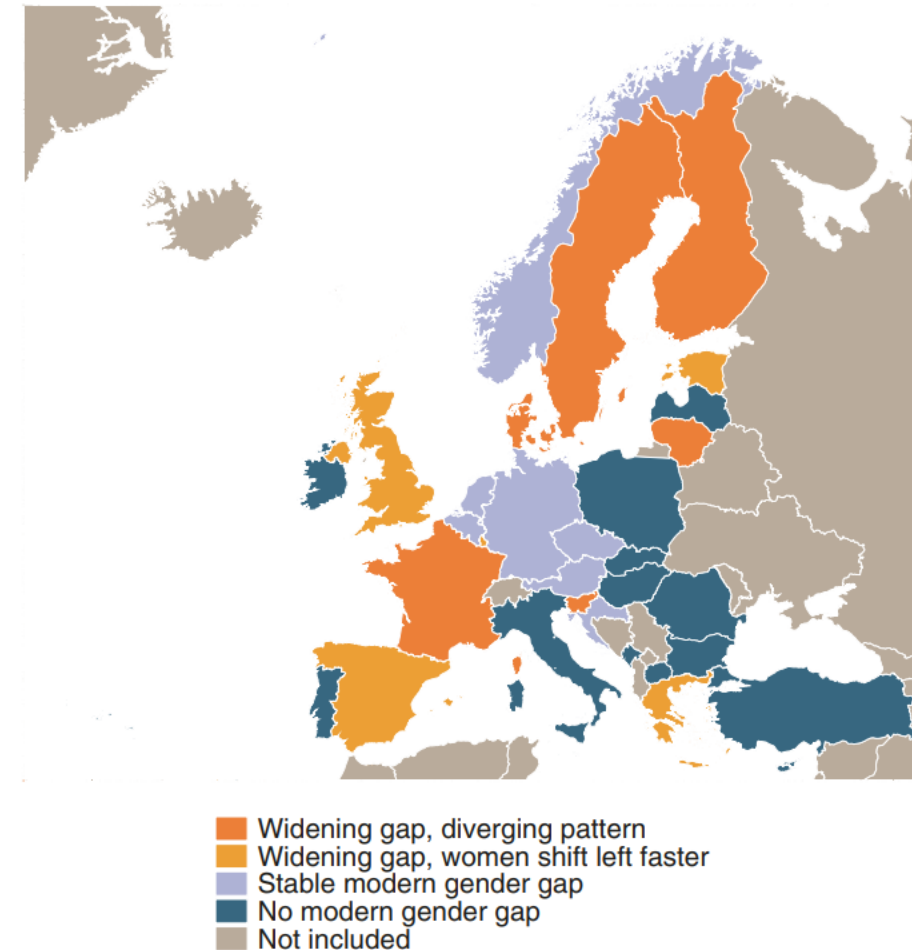 Widening gap, diverging pattern
Widening gap, women shift left faster
Stable modern gender gap
No modern gender gap
Not included